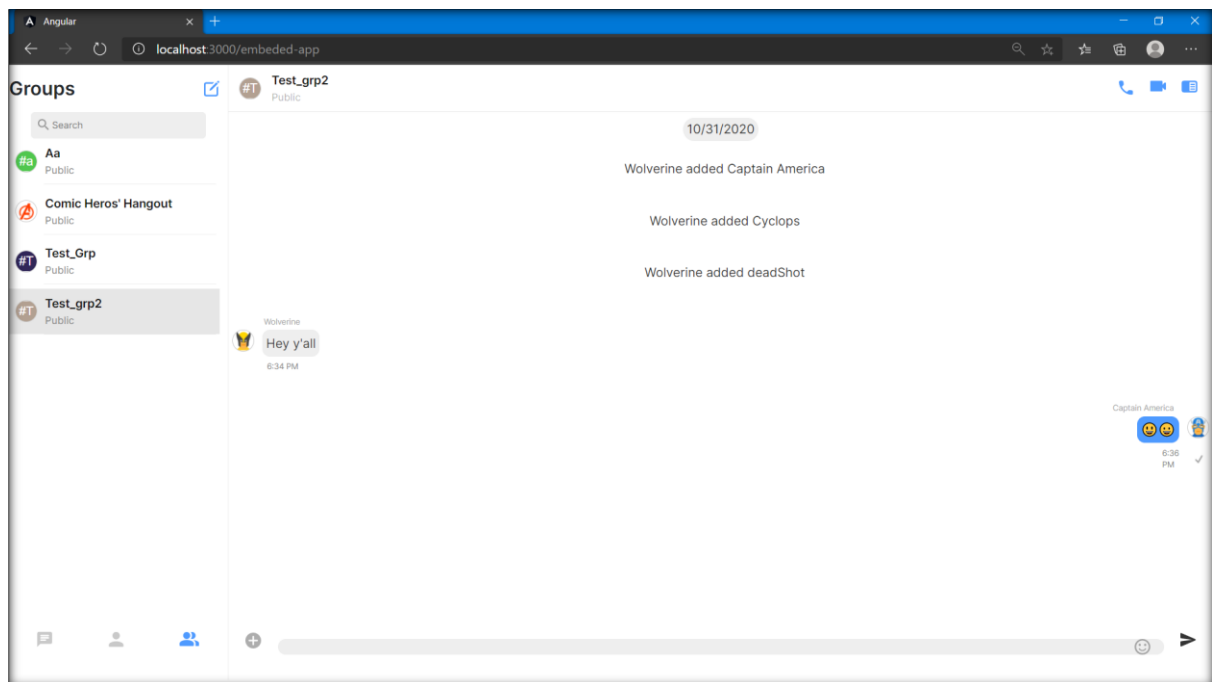 Angular
localhost:3000/embeded-app
Groups
Search
#a
Aa
Public
Comic Heros' Hangout
Public
#T
Test_Grp
Public
#T
Test_grp2
Public
#T
Test_grp2
Public
10/31/2020
Wolverine added Captain America
Wolverine added Cyclops
Wolverine added deadShot
Wolverine
Hey y'all
6:34 PM
Captain America
😀😀
6:36
PM